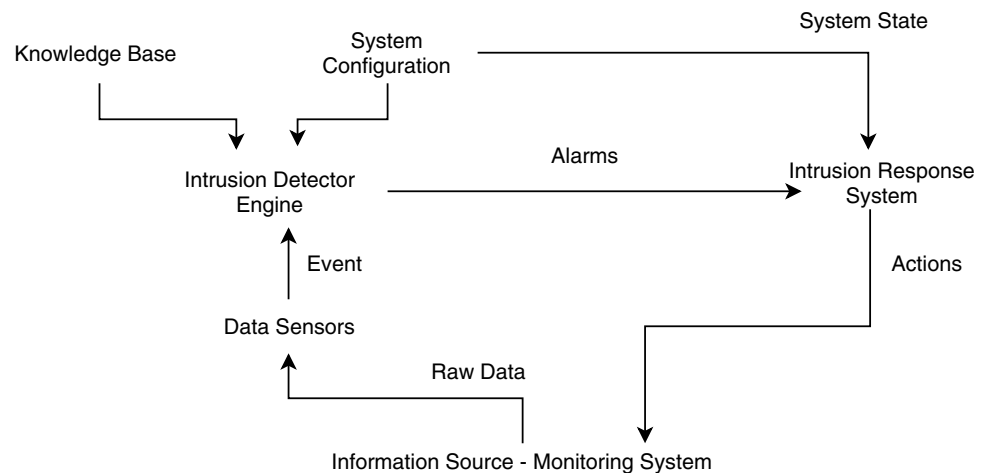 System State
Knowledge Base
System
Configuration
Alarms
Intrusion Detector
Engine
Intrusion Response
System
Event
Actions
Data Sensors
Raw Data
Information Source - Monitoring System